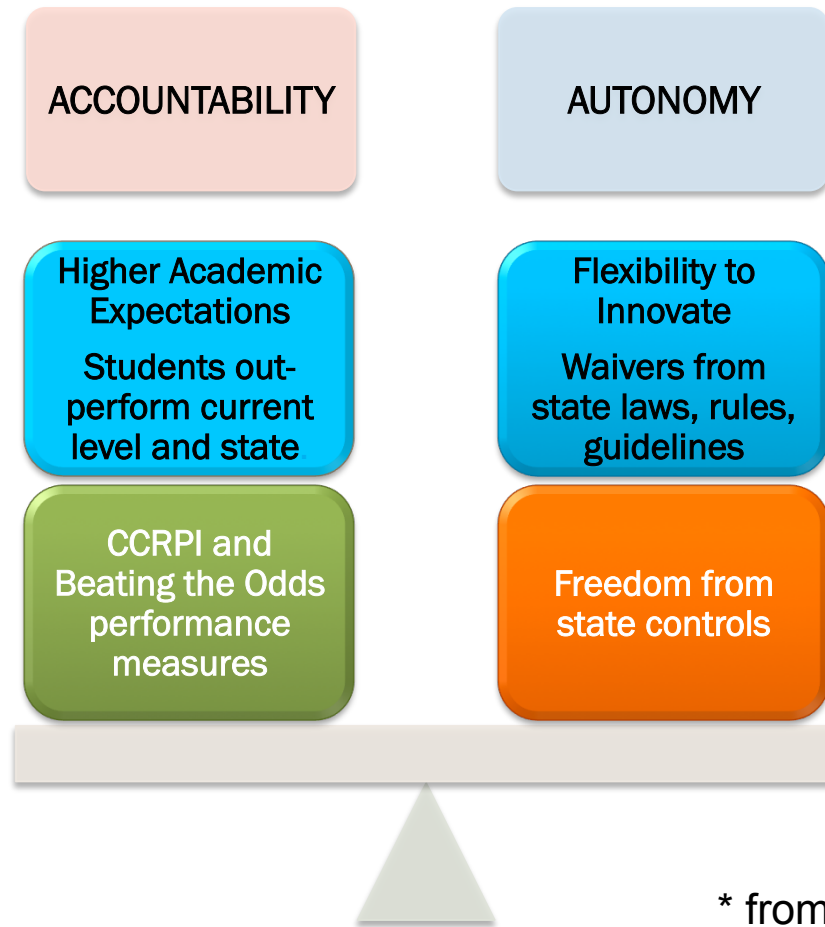 ACCOUNTABILITY
AUTONOMY
Higher Academic
Expectations
Students out-
perform current
level and state
Flexibility to
Innovate
Waivers from
state laws, rules,
guidelines
CCRPI and
Beating the Odds
performance
measures
Freedom from
state controls
* from